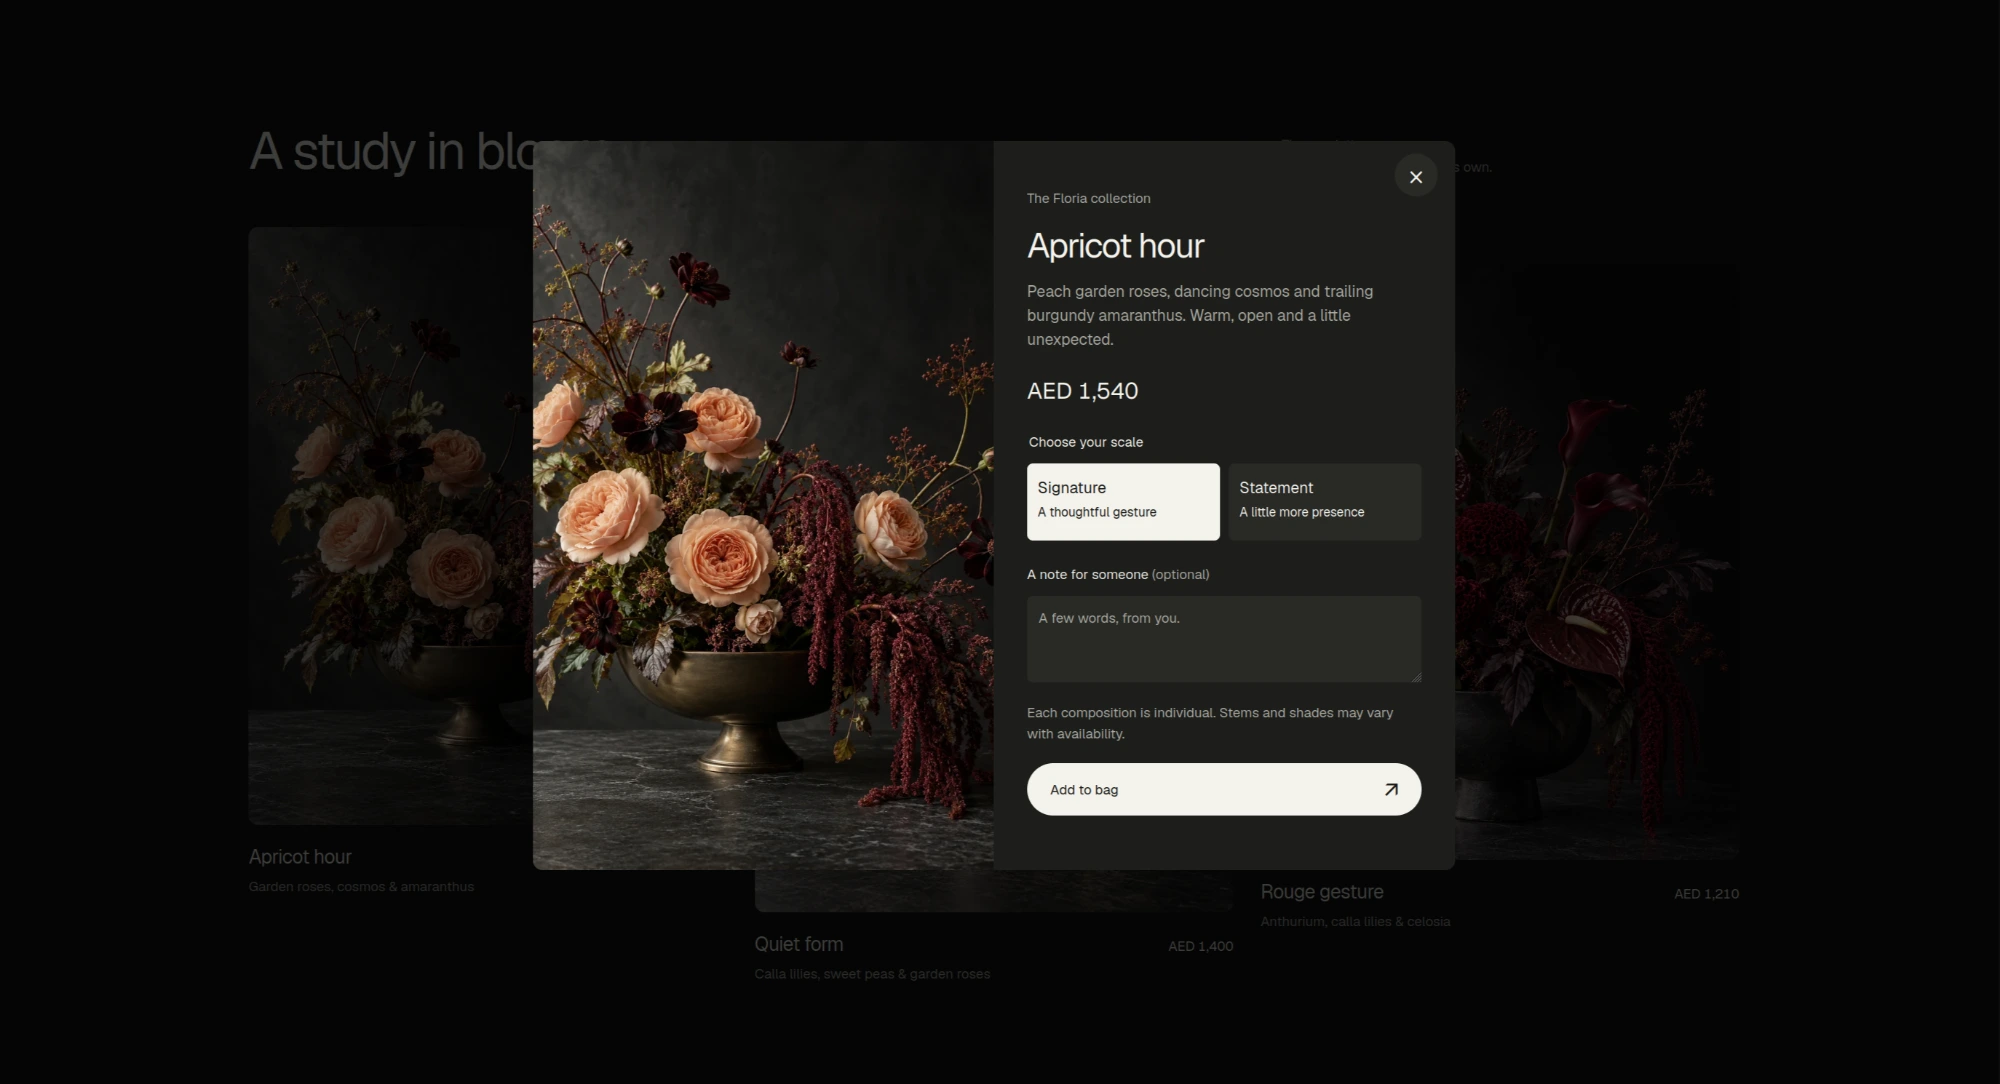 A study in blo
s own.
The Floria collection
Apricot hour
Peach garden roses, dancing cosmos and trailing
burgundy amaranthus. Warm, open and a little
unexpected.
AED 1,540
Choose your scale
Signature
A thoughtful gesture
Statement
A little more presence
A note for someone (optional)
A few words, from you.
Each composition is individual. Stems and shades may vary
with availability.
Add to bag
Apricot hour
Garden roses, cosmos & amaranthus
Quiet form
AED 1,400
Calla lilies, sweet peas & garden roses
Rouge gesture
AED 1,210
Anthurium, calla lilies & celosia